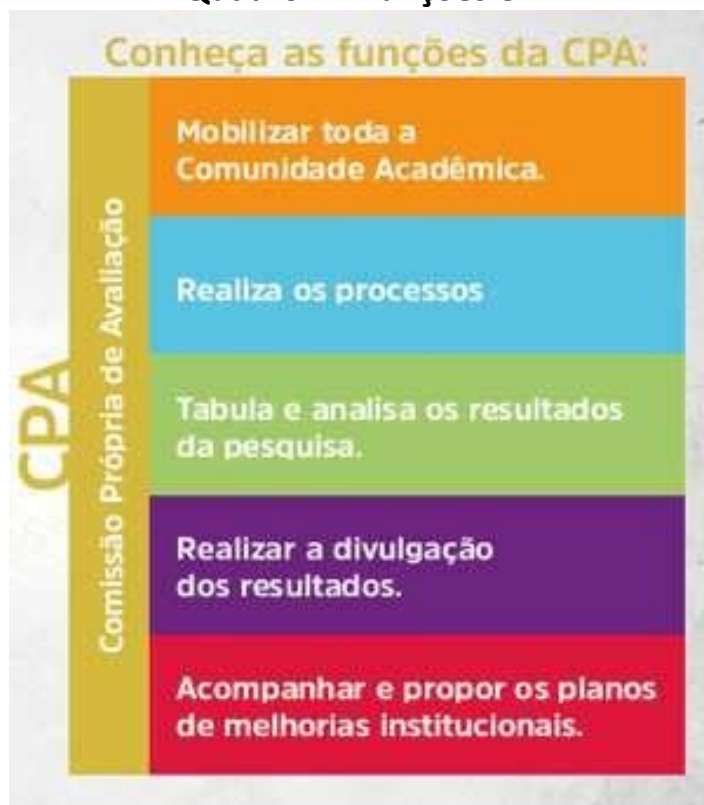 Conheça as funções da CPA:
CPA
Comissão Própria de Avaliação
Mobilizar toda a
Comunidade Acadêmica.
Realiza os processos
Tabula e analisa os resultados
da pesquisa.
Realizar a divulgação
dos resultados.
Acompanhar e propor os planos
de melhorias institucionais.